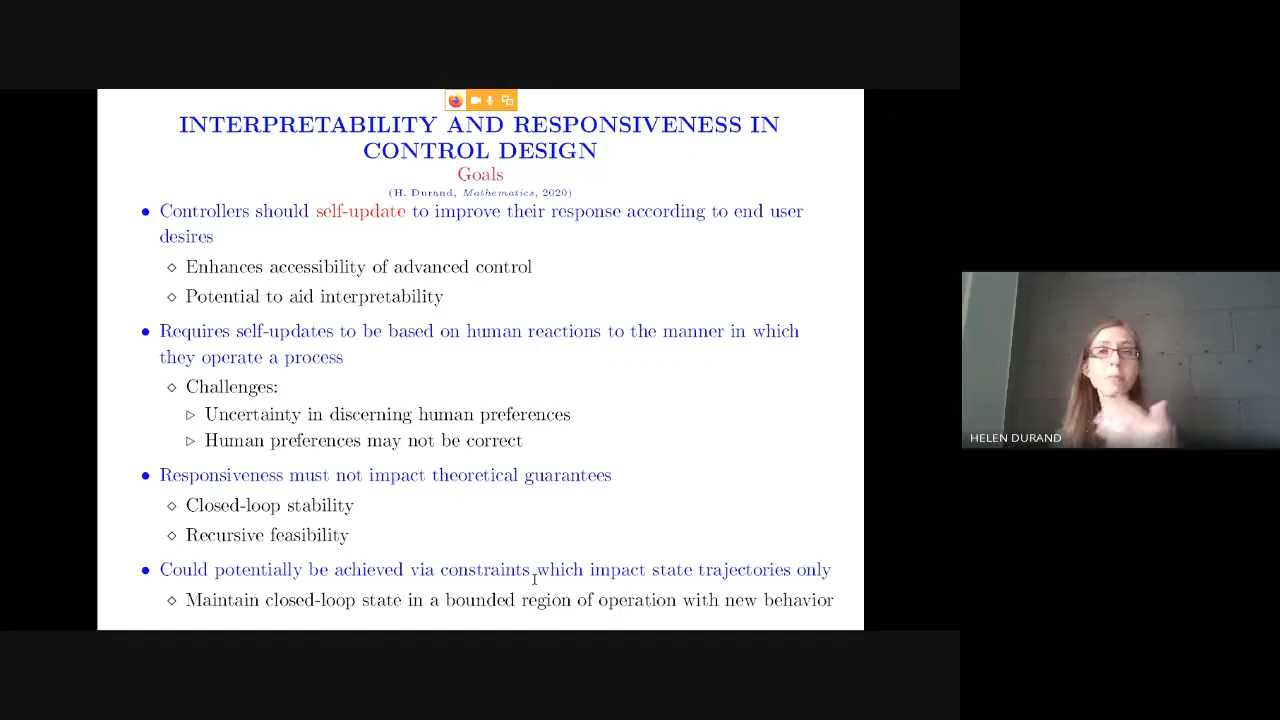 INTERPRETABILITY AND RESPONSIVENESS IN
CONTROL DESIGN
Goals
(H. Durand, Mathematics, 2020)
• Controllers should self-update to improve their response according to end user
desires
⋄ Enhances accessibility of advanced control
⋄ Potential to aid interpretability
• Requires self-updates to be based on human reactions to the manner in which
they operate a process
⋄ Challenges:
▷ Uncertainty in discerning human preferences
▷ Human preferences may not be correct
• Responsiveness must not impact theoretical guarantees
⋄ Closed-loop stability
⋄ Recursive feasibility
• Could potentially be achieved via constraints which impact state trajectories only
⋄ Maintain closed-loop state in a bounded region of operation with new behavior
HELEN DURAND